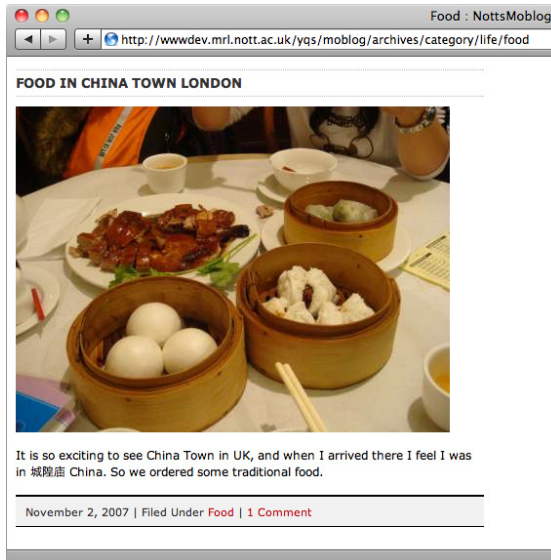 Food : NottsMoblog
http://wwwdev.mrl.nott.ac.uk/yqs/moblog/archives/category/life/food
FOOD IN CHINA TOWN LONDON
It is so exciting to see China Town in UK, and when I arrived there I feel I was
in 城隍庙 China. So we ordered some traditional food.
November 2, 2007 | Filed Under Food | 1 Comment